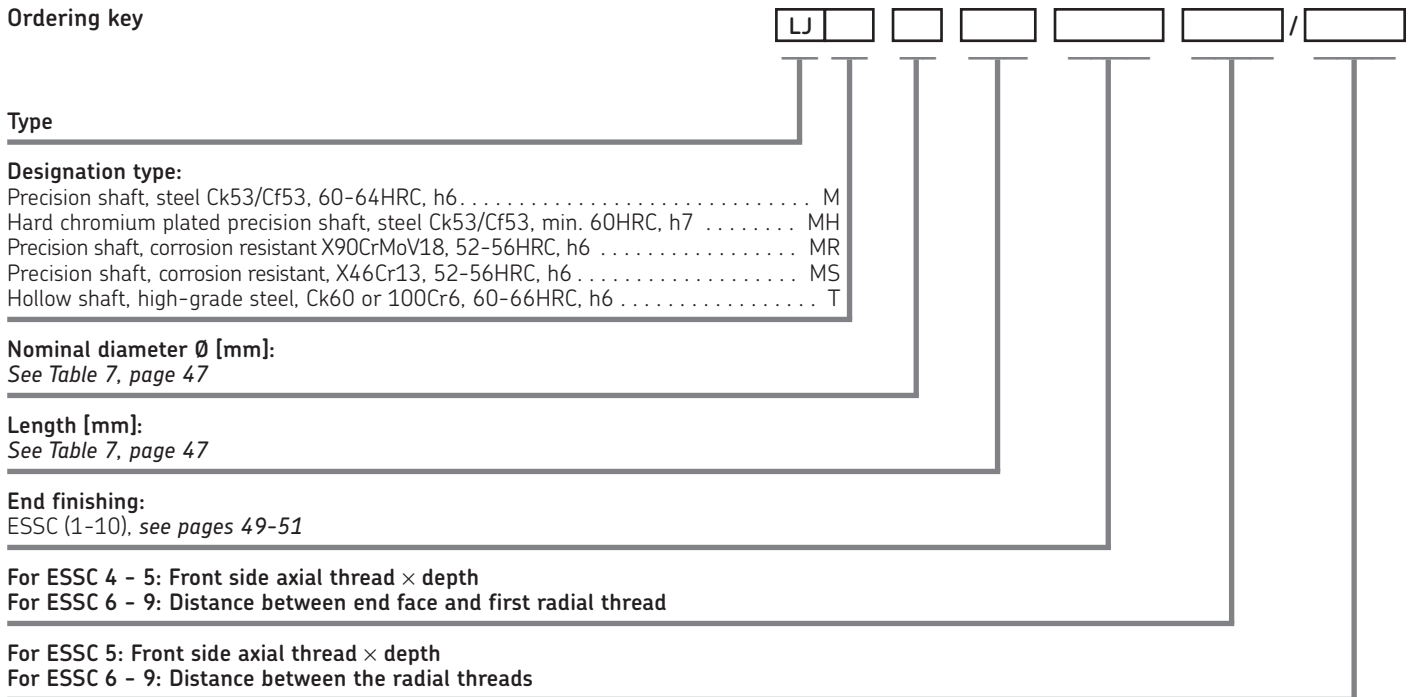 Ordering key
LJ /
Type
Designation type:
Precision shaft, steel Ck53/Cf53, 60-64HRC, h6. . . . . . . . . . . . . . . . . . . . . . . . . . . . . . M
Hard chromium plated precision shaft, steel Ck53/Cf53, min. 60HRC, h7 . . . . . . . . MH
Precision shaft, corrosion resistant X90CrMoV18, 52-56HRC, h6 . . . . . . . . . . . . . . . . . MR
Precision shaft, corrosion resistant, X46Cr13, 52-56HRC, h6 . . . . . . . . . . . . . . . . . . . MS
Hollow shaft, high-grade steel, Ck60 or 100Cr6, 60-66HRC, h6 . . . . . . . . . . . . . . . . . T
Nominal diameter Ø [mm]:
See Table 7, page 47
Length [mm]:
See Table 7, page 47
End finishing:
ESSC (1-10), see pages 49-51
For ESSC 4 - 5: Front side axial thread × depth
For ESSC 6 - 9: Distance between end face and first radial thread
For ESSC 5: Front side axial thread × depth
For ESSC 6 - 9: Distance between the radial threads